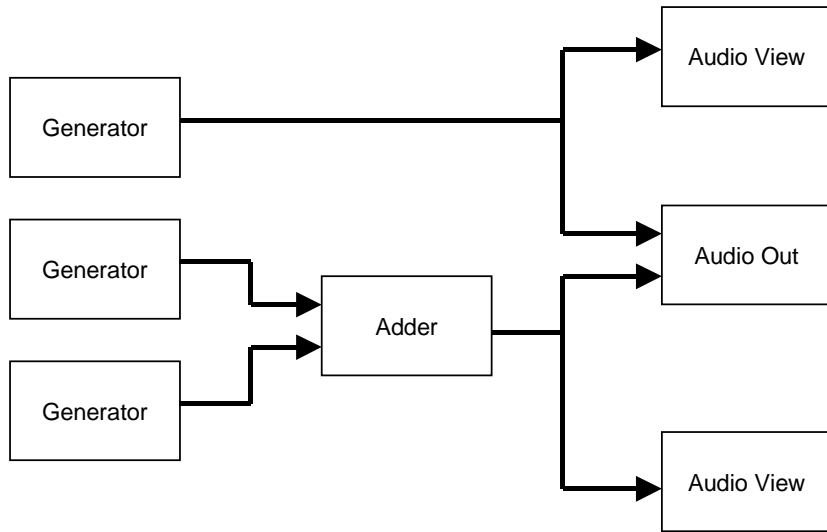 Audio View
Generator
Generator
Audio Out
Adder
Generator
Audio View